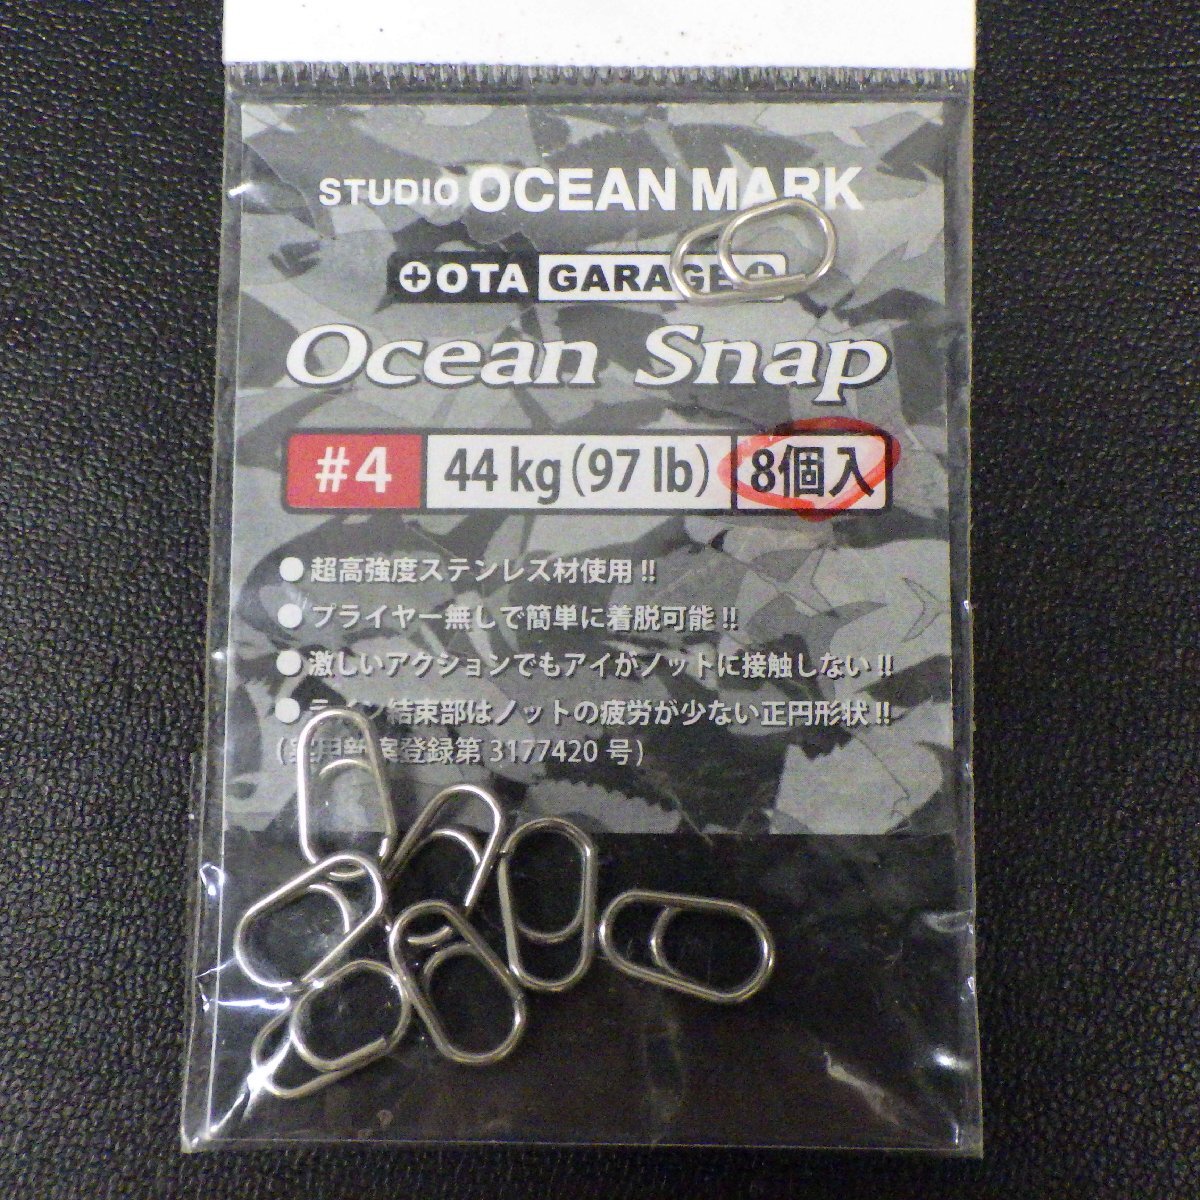 STUDIO OCEAN MARK
OTA GARAGE
Ocean Snap
#4 44 kg (97 lb) 8個入
● 超高強度ステンレス材使用 !!
● プライヤー無しで簡単に着脱可能 !!
● 激しいアクションでもアイがノットに接触しない !!
● ライン結束部はノットの疲労が少ない正円形状 !!
(実用新案登録第 3177420 号)